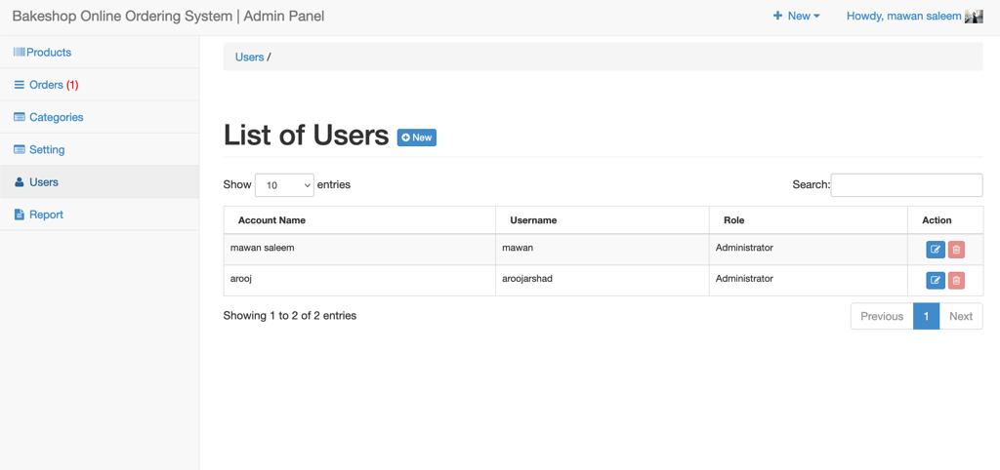 Bakeshop Online Ordering System | Admin Panel
New
Howdy, mawan saleem
Products
Orders (1)
Categories
Setting
Users
Report
Users /
List of Users New
Show 10 entries
Search:
Account Name Username Role Action
mawan saleem mawan Administrator
arooj aroojarshad Administrator
Showing 1 to 2 of 2 entries
Previous 1 Next